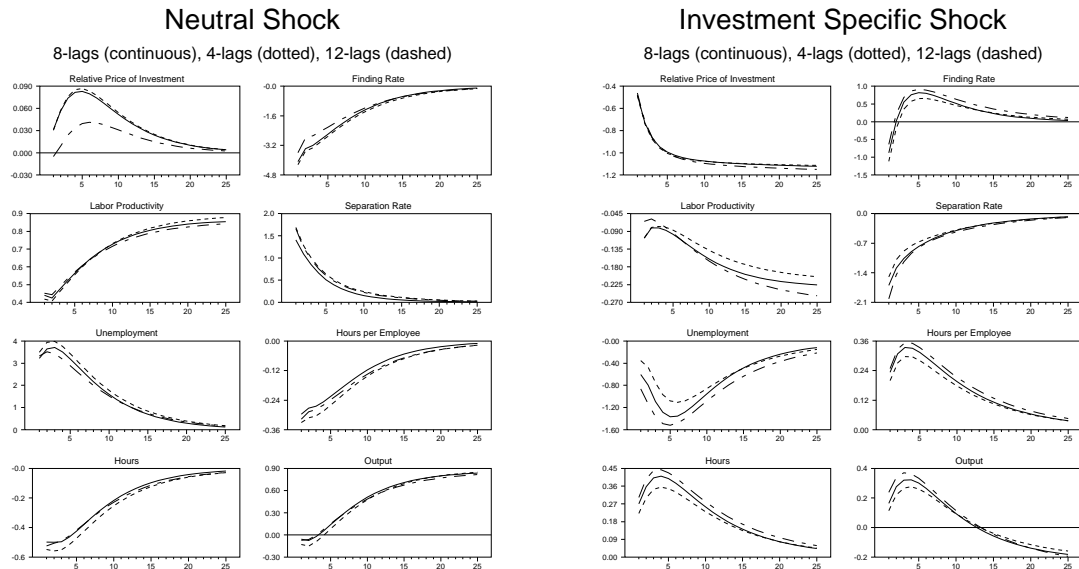 Neutral Shock
8-lags (continuous), 4-lags (dotted), 12-lags (dashed)
Relative Price of Investment
0.090
0.060
0.030
0.000
-0.030
5 10 15 20 25
Finding Rate
-0.0
-1.6
-3.2
-4.8
5 10 15 20 25
Labor Productivity
0.9
0.8
0.7
0.6
0.5
0.4
5 10 15 20 25
Separation Rate
2.0
1.5
1.0
0.5
0.0
5 10 15 20 25
Unemployment
4
3
2
1
0
5 10 15 20 25
Hours per Employee
0.00
-0.12
-0.24
-0.36
5 10 15 20 25
Hours
-0.0
-0.2
-0.4
-0.6
5 10 15 20 25
Output
0.90
0.60
0.30
0.00
-0.30
5 10 15 20 25
Investment Specific Shock
8-lags (continuous), 4-lags (dotted), 12-lags (dashed)
Relative Price of Investment
-0.4
-0.6
-0.8
-1.0
-1.2
5 10 15 20 25
Finding Rate
1.0
0.5
0.0
-0.5
-1.0
-1.5
5 10 15 20 25
Labor Productivity
-0.045
-0.090
-0.135
-0.180
-0.225
-0.270
5 10 15 20 25
Separation Rate
0.0
-0.7
-1.4
-2.1
5 10 15 20 25
Unemployment
-0.00
-0.40
-0.80
-1.20
-1.60
5 10 15 20 25
Hours per Employee
0.36
0.24
0.12
0.00
5 10 15 20 25
Hours
0.45
0.30
0.15
0.00
5 10 15 20 25
Output
0.4
0.2
0.0
-0.2
5 10 15 20 25